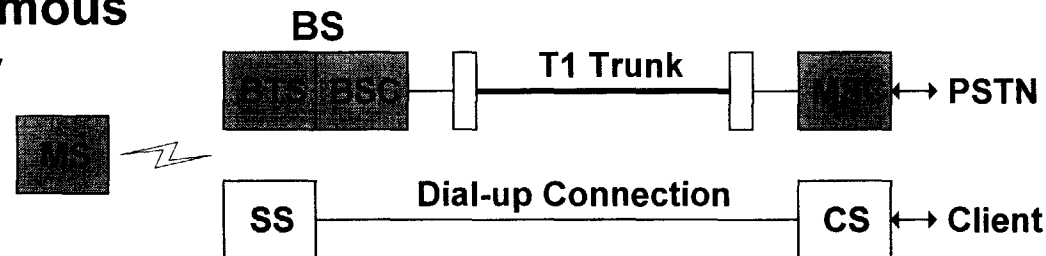 mous
BS
BTS BSC T1 Trunk MSC PSTN
MS
SS Dial-up Connection CS Client